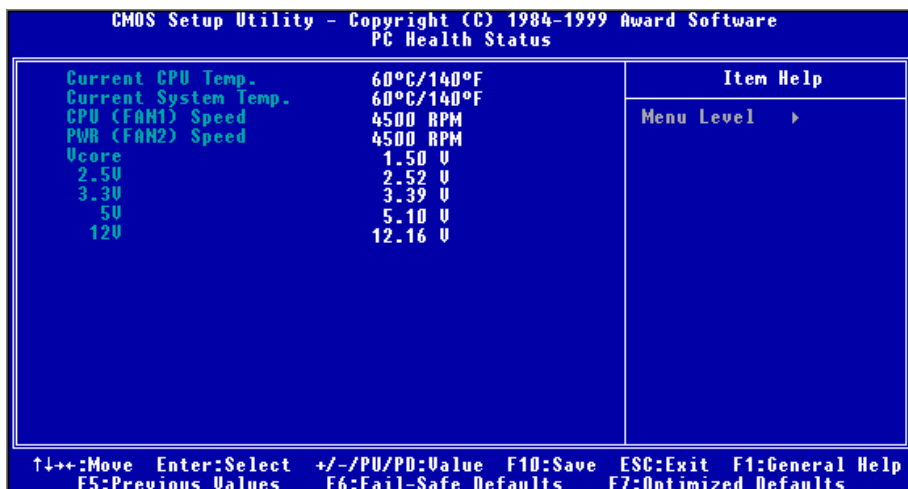 CMOS Setup Utility - Copyright (C) 1984-1999 Award Software
PC Health Status
Current CPU Temp. 60°C/140°F
Current System Temp. 60°C/140°F
CPU (FAN1) Speed 4500 RPM
PWR (FAN2) Speed 4500 RPM
Vcore 1.50 V
2.5V 2.52 V
3.3V 3.39 V
5V 5.10 V
12V 12.16 V
Item Help
Menu Level ▸
↑↓→←:Move Enter:Select +/-/PU/PD:Value F10:Save ESC:Exit F1:General Help
F5:Previous Values F6:Fail-Safe Defaults F7:Optimized Defaults